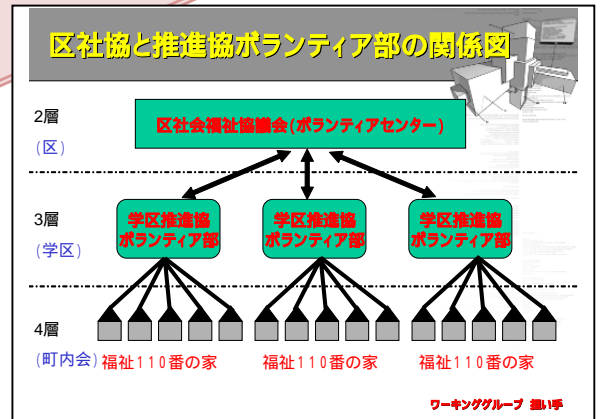 区社協と推進協ボランティア部の関係図
2層
(区)
区社会福祉協議会(ボランティアセンター)
3層
(学区)
学区推進協
ボランティア部
学区推進協
ボランティア部
学区推進協
ボランティア部
4層
(町内会)
福祉110番の家
福祉110番の家
福祉110番の家
ワーキンググループ 担い手